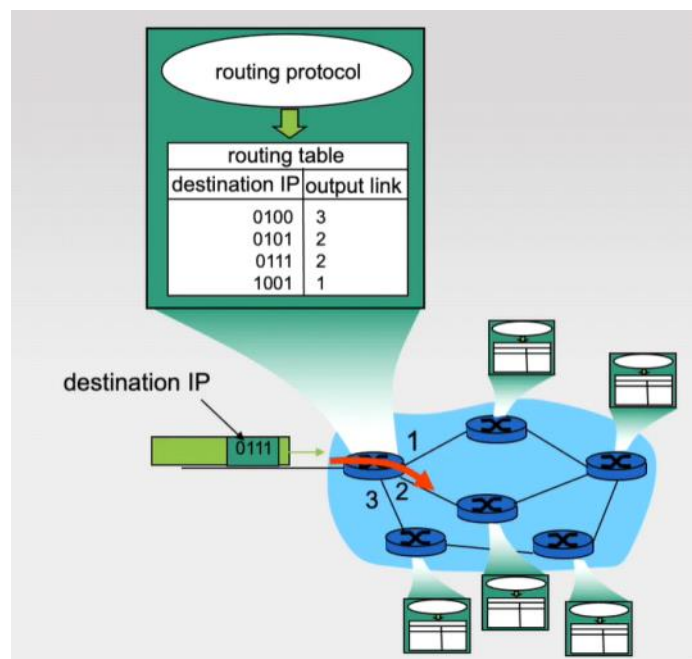 routing protocol
routing table
destination IP output link
0100 3
0101 2
0111 2
1001 1
destination IP
0111
1
2
3